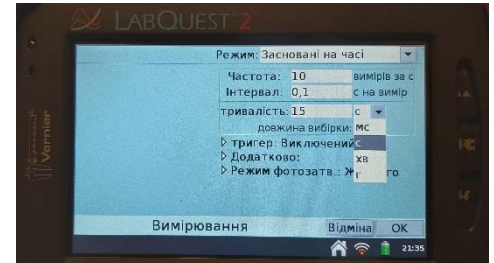 LABQUEST 2
Vernier
Режим: Засновані на часі
Частота: 10 вимірів за с
Інтервал: 0,1 с на вимір
тривалість: 15 с
довжина вибірки: мс
▷ тригер: Виключений с
▷ Додатково: хв
▷ Режим фотозатв.: г
Вимірювання Відміна OK
21:35